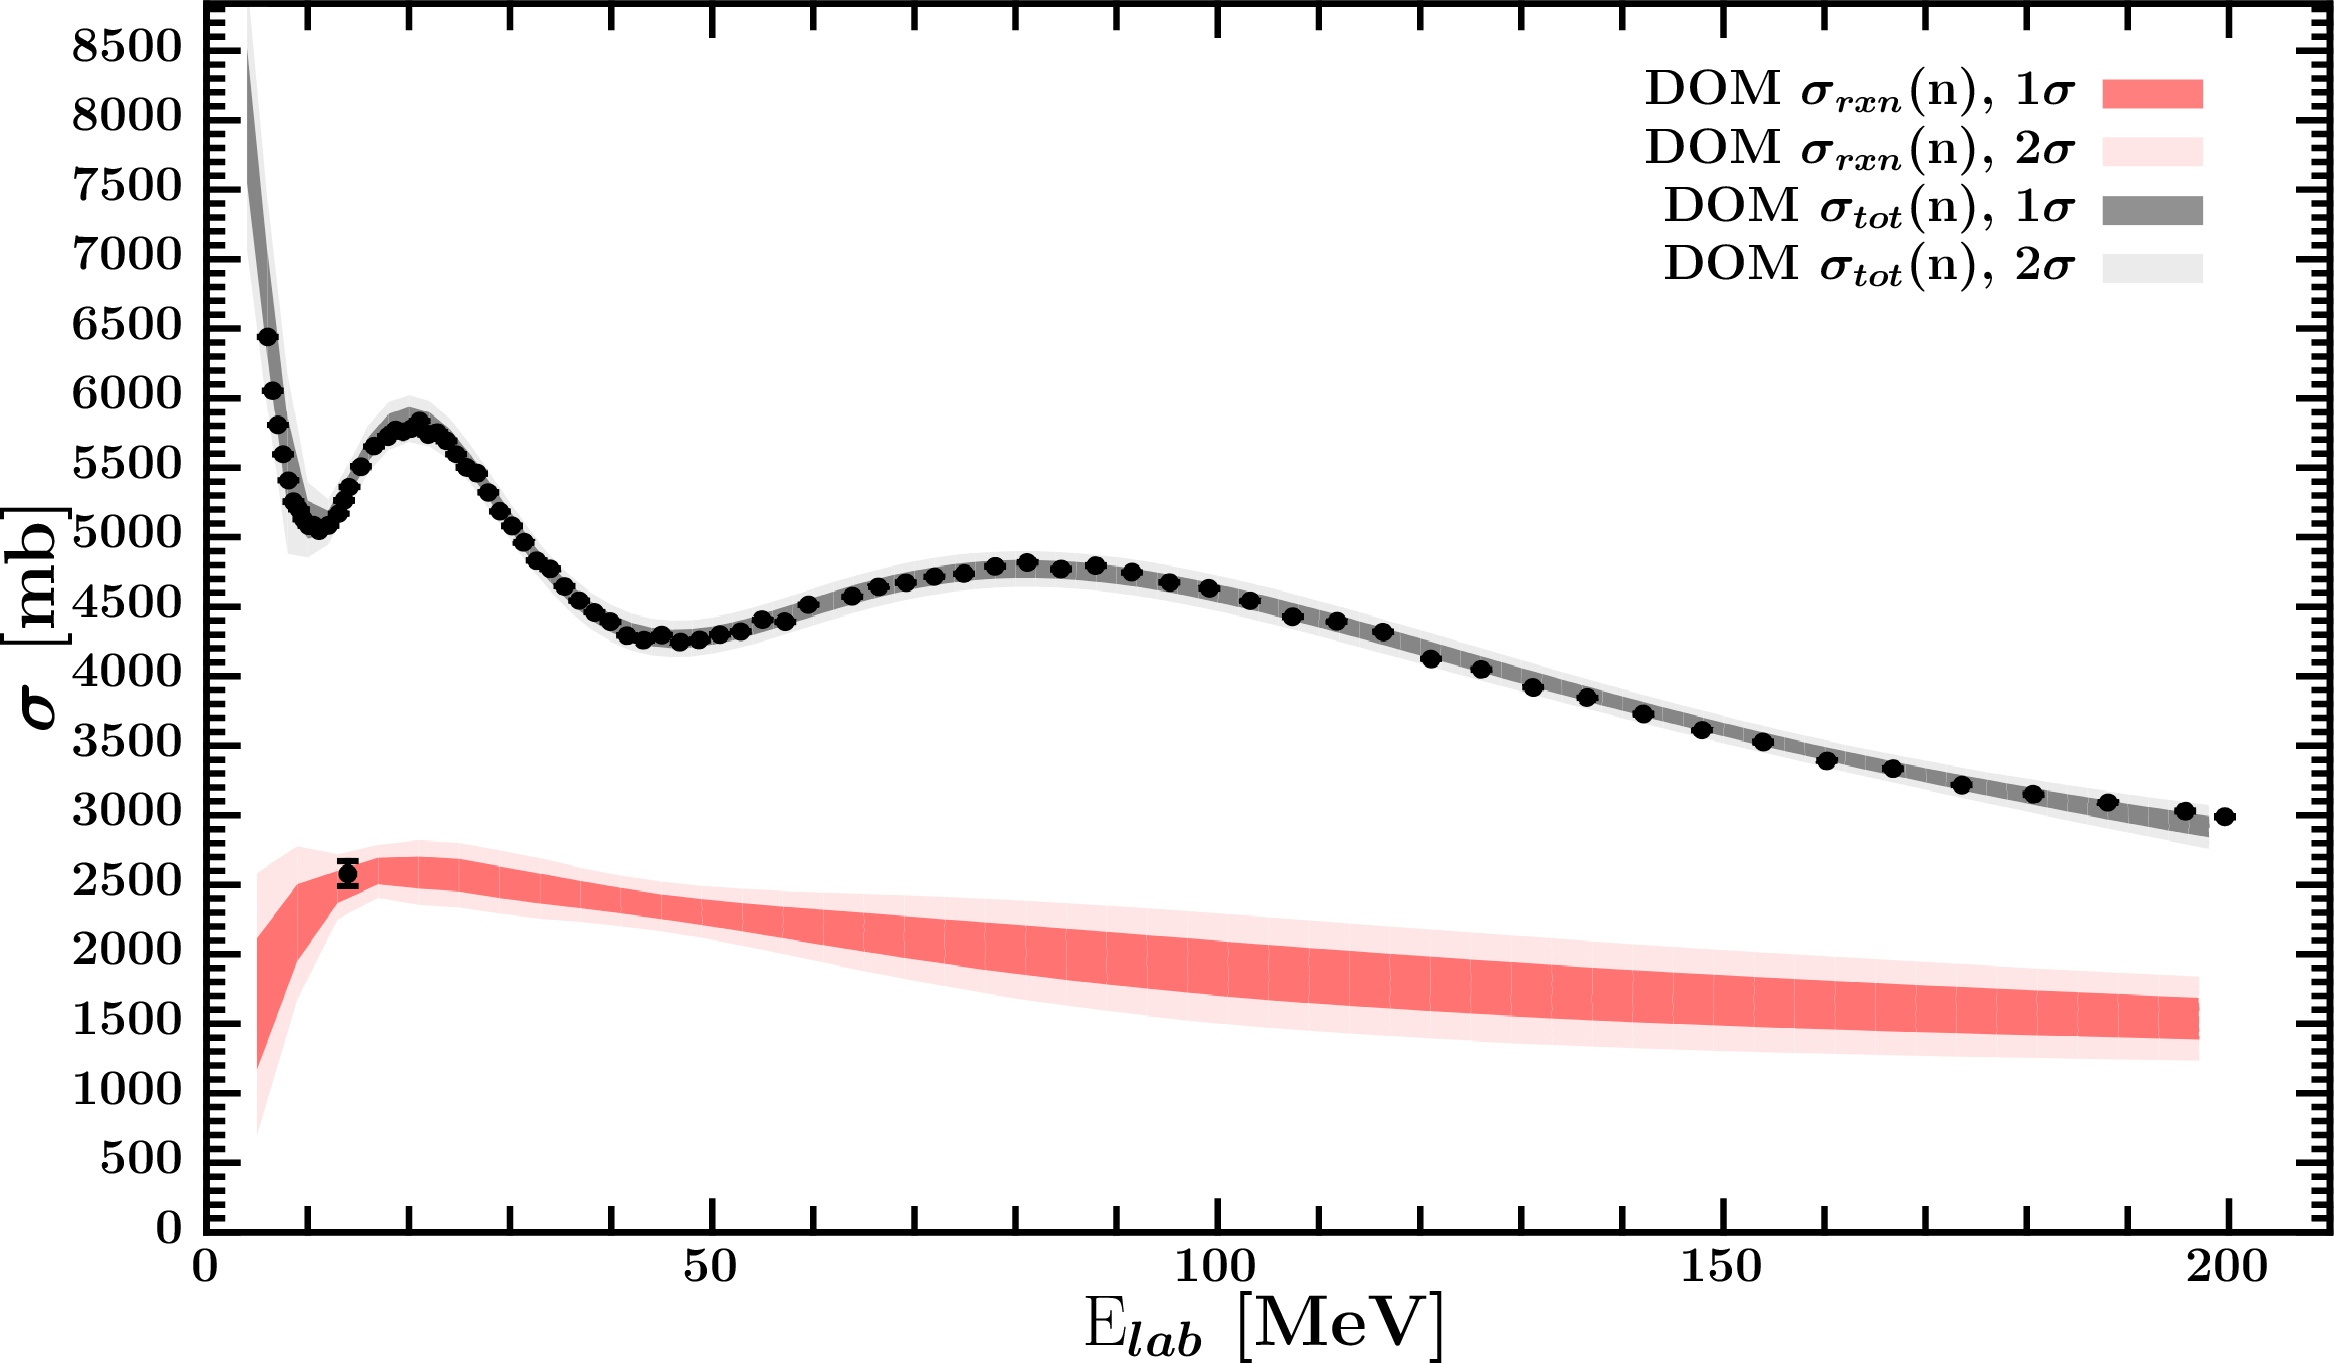 8500
8000
7500
7000
6500
6000
5500
5000
4500
4000
3500
3000
2500
2000
1500
1000
500
0
σ [mb]
DOM σrxn(n), 1σ
DOM σrxn(n), 2σ
DOM σtot(n), 1σ
DOM σtot(n), 2σ
0 50 100 150 200
Elab [MeV]